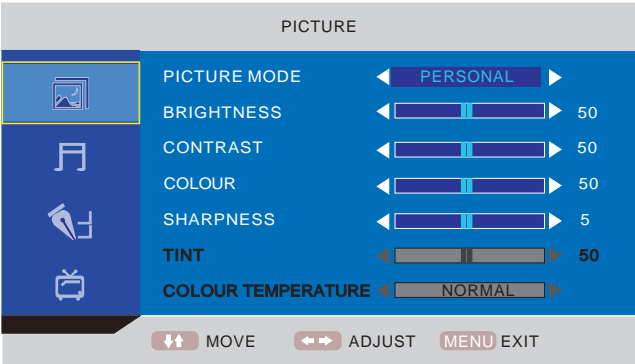 PICTURE
PICTURE MODE PERSONAL
BRIGHTNESS 50
CONTRAST 50
COLOUR 50
SHARPNESS 5
TINT 50
COLOUR TEMPERATURE NORMAL
MOVE ADJUST MENU EXIT